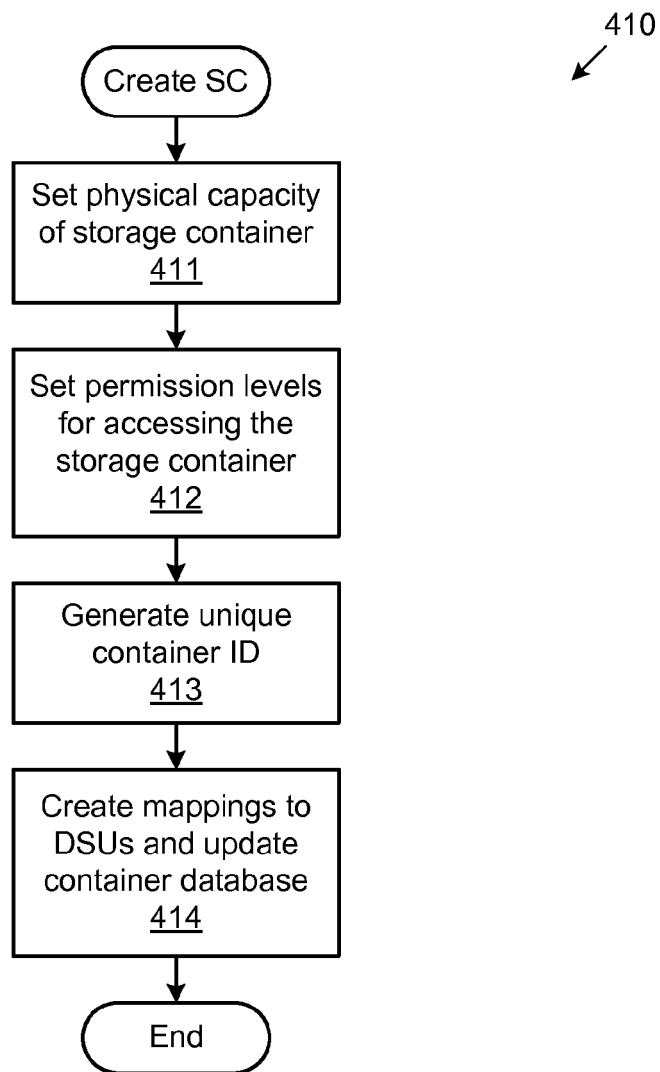 410
Create SC
Set physical capacity
of storage container
411
Set permission levels
for accessing the
storage container
412
Generate unique
container ID
413
Create mappings to
DSUs and update
container database
414
End